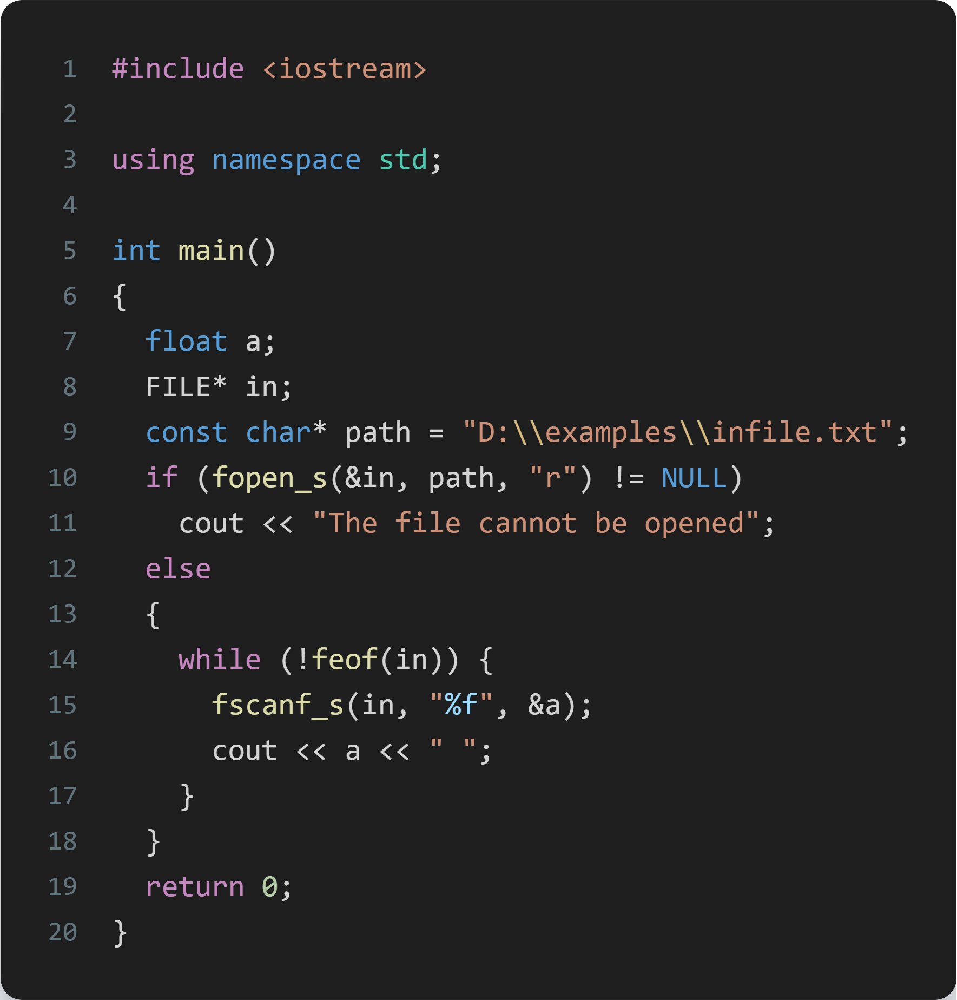 1 #include <iostream>
2
3 using namespace std;
4
5 int main()
6 {
7   float a;
8   FILE* in;
9   const char* path = "D:\\examples\\infile.txt";
10   if (fopen_s(&in, path, "r") != NULL)
11     cout << "The file cannot be opened";
12   else
13   {
14     while (!feof(in)) {
15       fscanf_s(in, "%f", &a);
16       cout << a << " ";
17     }
18   }
19   return 0;
20 }